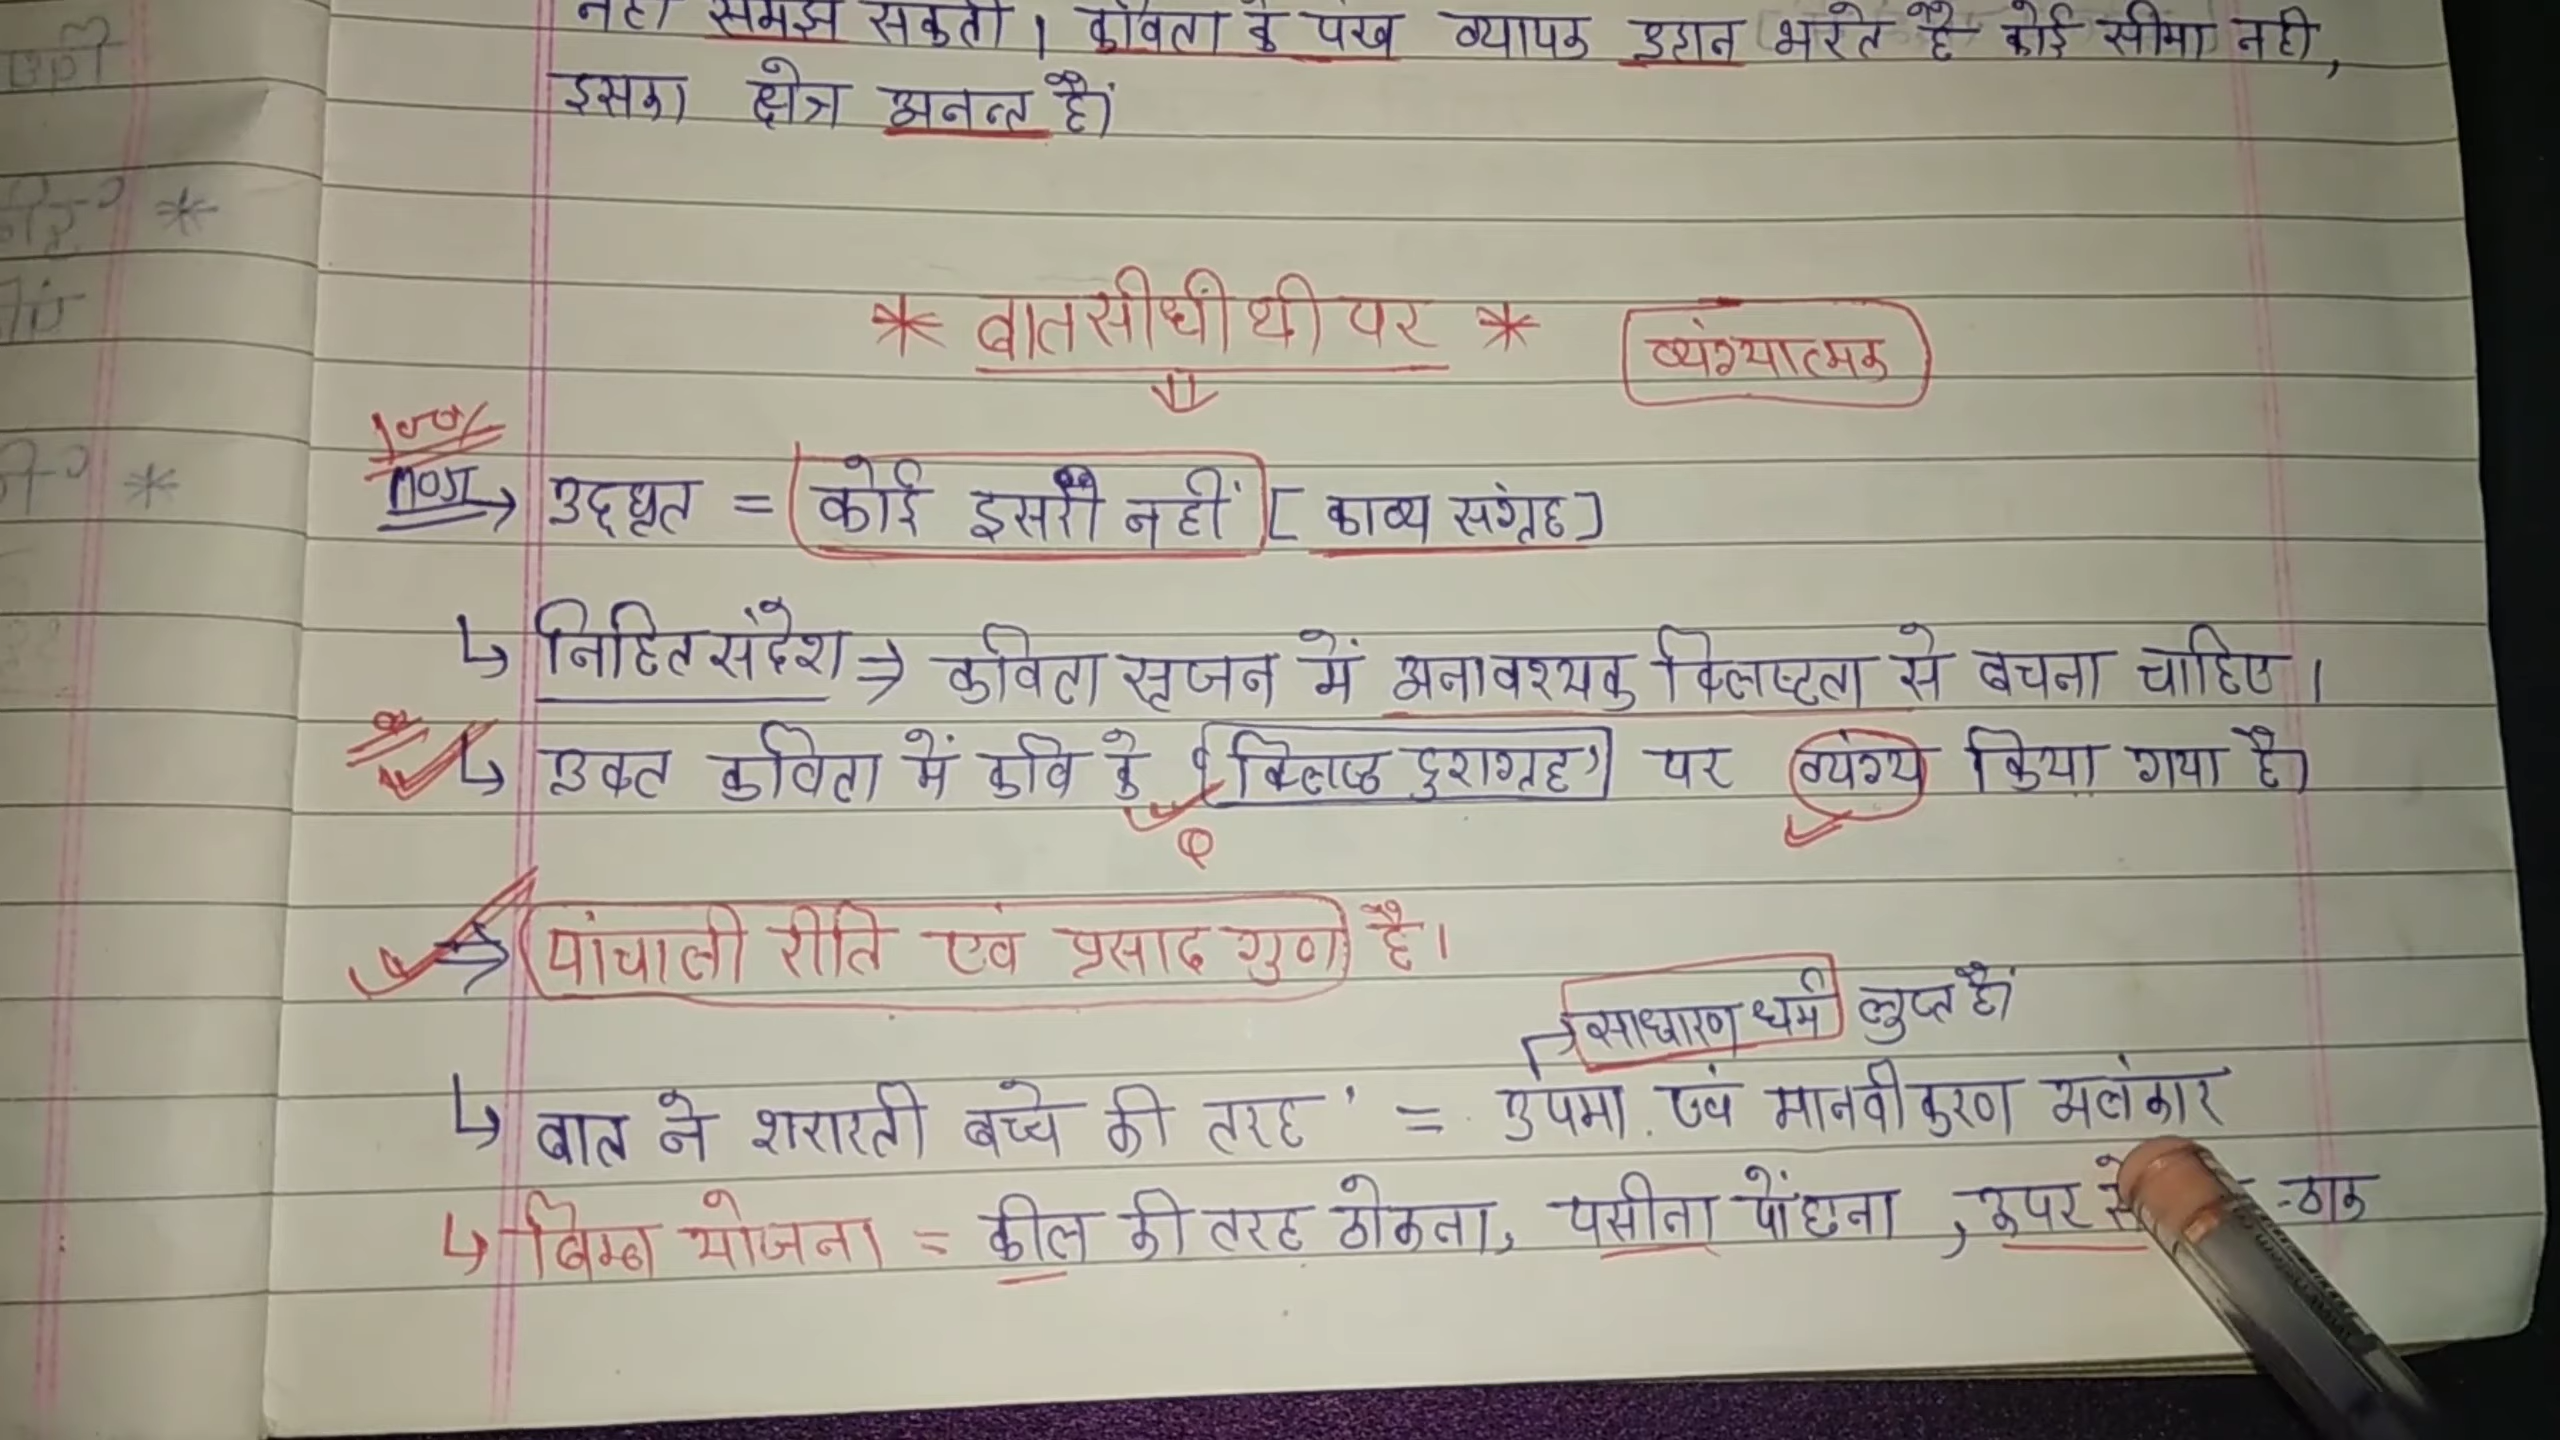 नही समझ सकती। कविता के पंख व्यापक उड़ान भरते है कोई सीमा नही,
इसका क्षेत्र अनन्त है।
* बात सीधी थी पर *
व्यंग्यात्मक
100%
most → उद्धृत = कोई दूसरा नहीं [काव्य संग्रह]
↳ निहित संदेश ⇒ कविता सृजन में अनावश्यक क्लिष्टता से बचना चाहिए।
↳ उक्त कविता में कवि के 'क्लिष्ट दुराग्रह' पर व्यंग्य किया गया है।
Q
⇒ पांचाली रीति एवं प्रसाद गुण है।
→ साधारण धर्म लुप्त है।
↳ बात ने शरारती बच्चे की तरह ' = उपमा एवं मानवीकरण अलंकार
↳ बिम्ब योजना = कील की तरह ठोकना, पसीना पोंछना, ऊपर से -ठाक